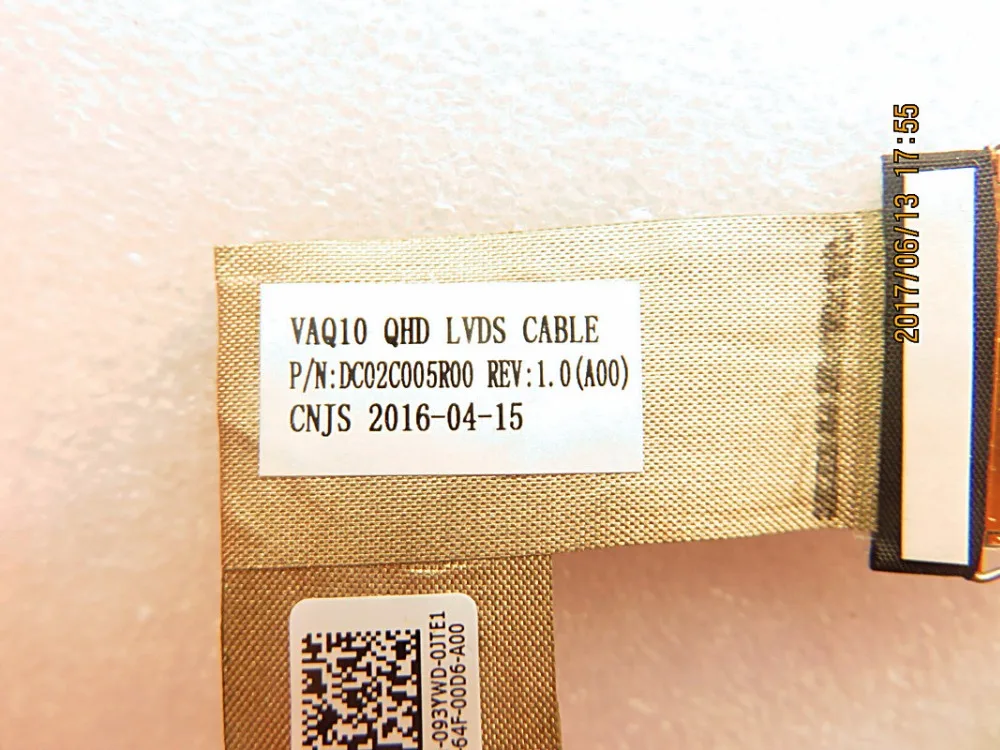 VAQ10 QHD LVDS CABLE
P/N:DC02C005R00 REV:1.0(A00)
CNJS 2016-04-15
-093YWD-0JTE1
-64F-00D6-A00
2017/06/13 17:55